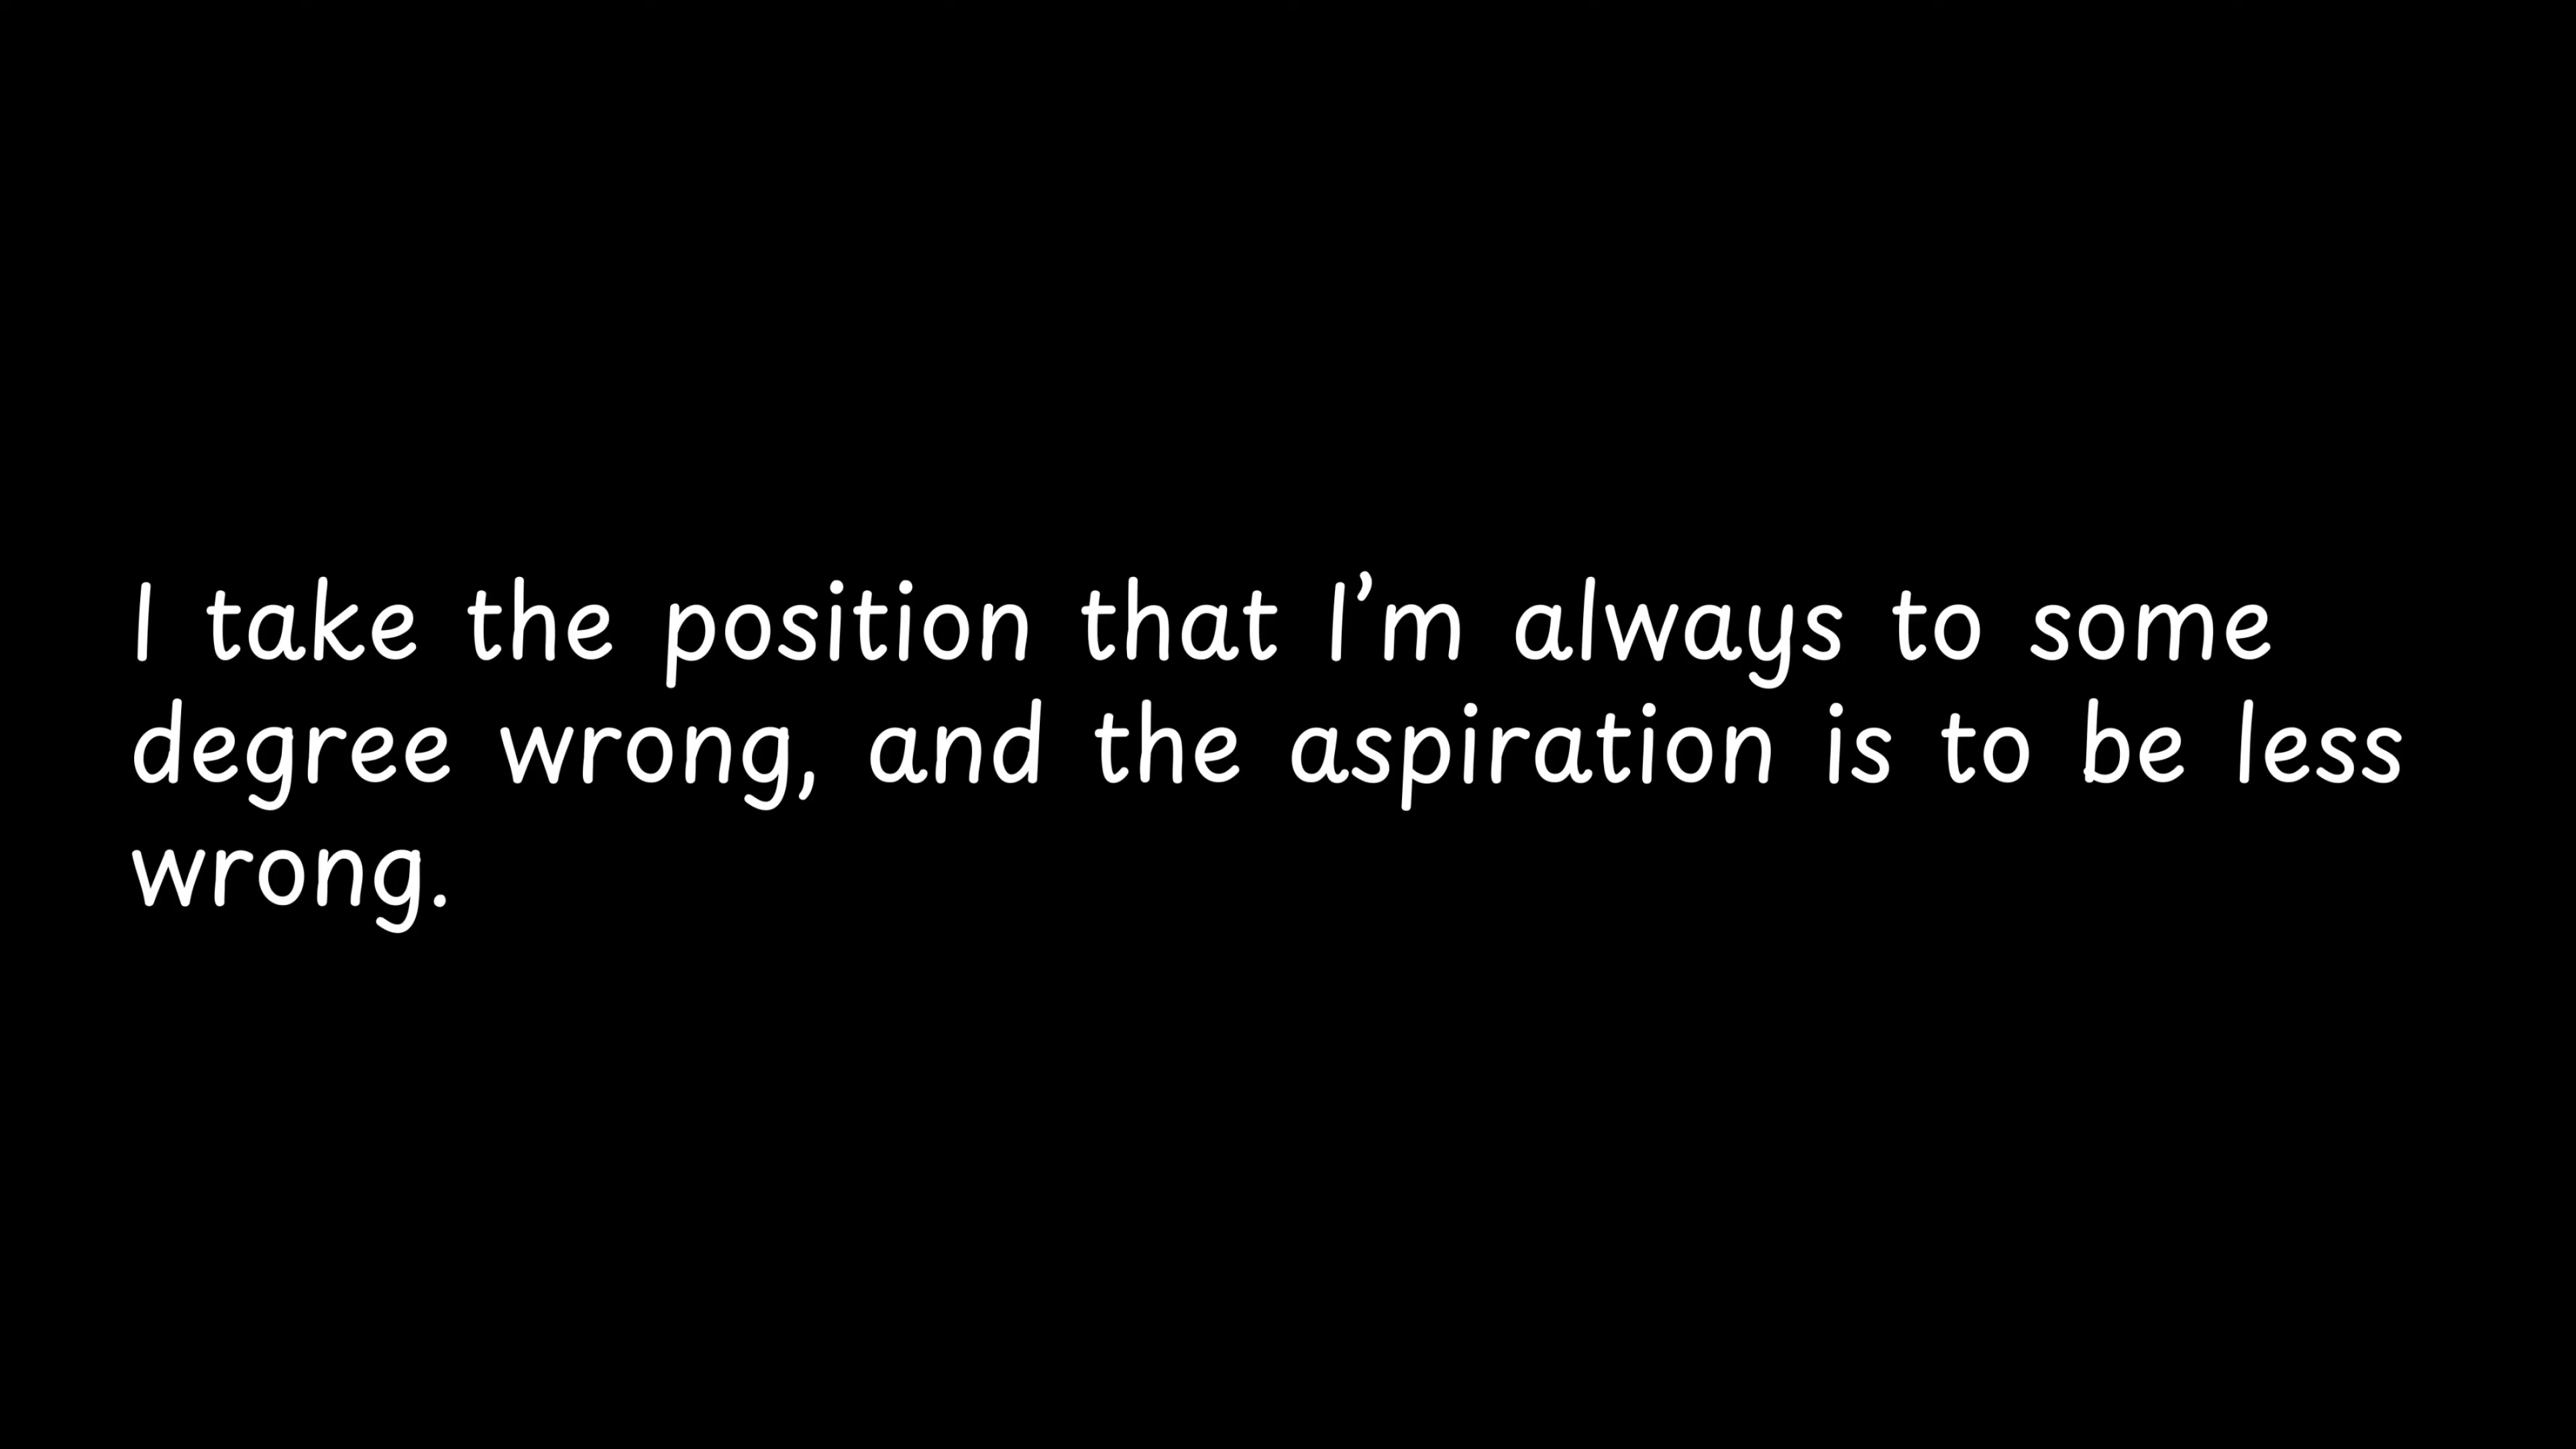 I take the position that I’m always to some
degree wrong, and the aspiration is to be less
wrong.